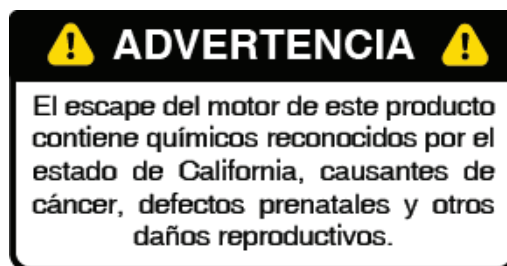 ADVERTENCIA
El escape del motor de este producto
contiene químicos reconocidos por el
estado de California, causantes de
cáncer, defectos prenatales y otros
daños reproductivos.